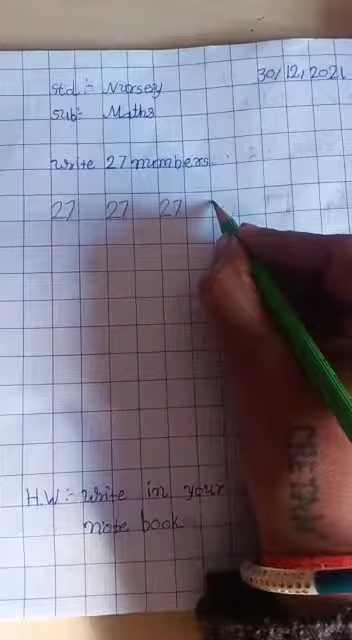 30/12/2021
Std :- Nursery
Sub:- Maths
write 27 numbers.
27 27 27
H.W :- write in your
note book